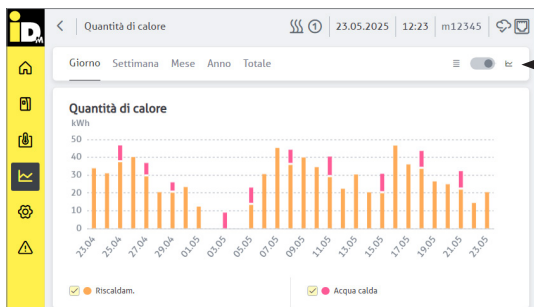 iDM
Quantità di calore
1
23.05.2025
12:23
m12345
Giorno Settimana Mese Anno Totale
Quantità di calore
kWh
50
40
30
20
10
0
23.04 25.04 27.04 29.04 01.05 03.05 05.05 07.05 09.05 11.05 13.05 15.05 17.05 19.05 21.05 23.05
Riscaldam.
Acqua calda